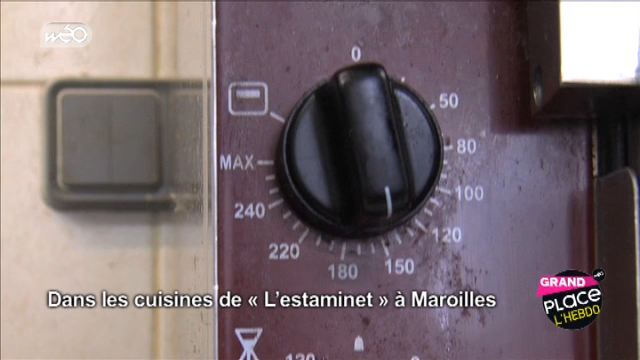 wéo
0
50
80
100
120
150
180
220
240
MAX
Dans les cuisines de « L'estaminet » à Maroilles
GRAND
PLACE
L'HEBDO